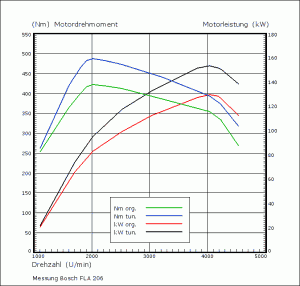 (Nm) Motordrehmoment Motorleistung (kW)
550 180
500 160
450 140
400
350 120
300 100
250 80
200
150 60
100 40
50 20
0 0
Nm org.
Nm tun.
kW org.
kW tun.
1000 2000 3000 4000 5000
Drehzahl (U/min)
Messung Bosch FLA 206